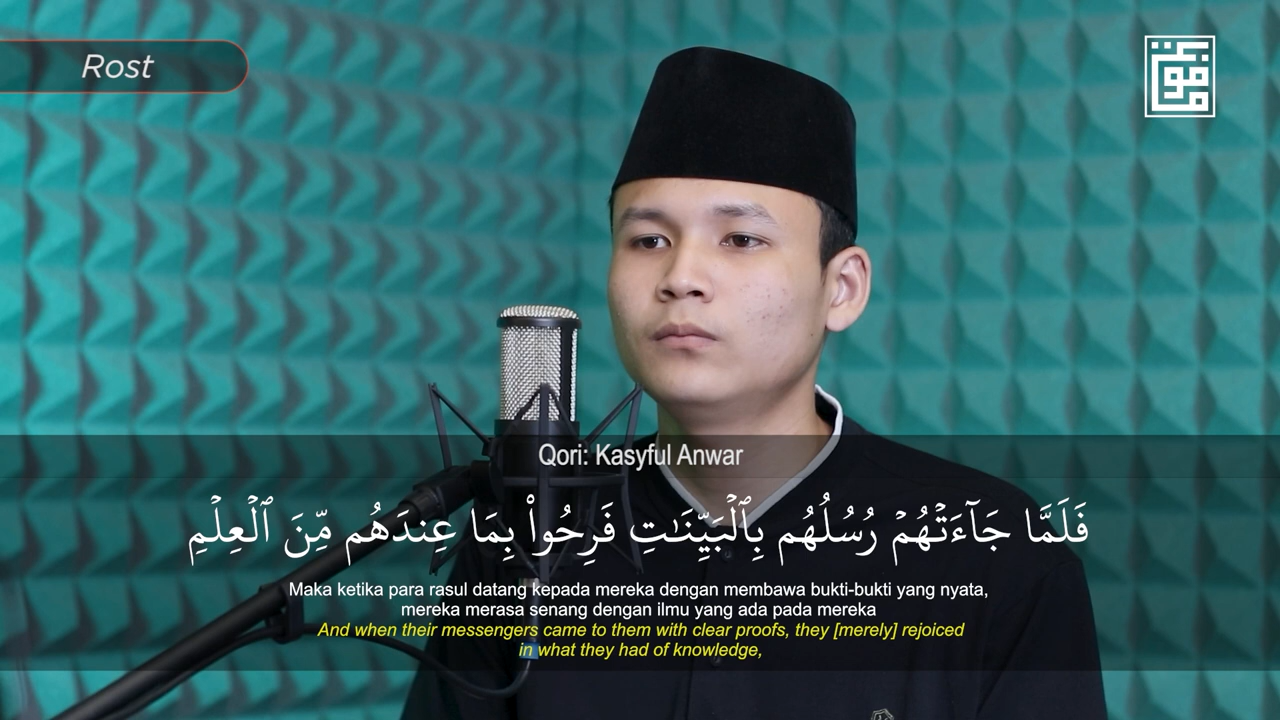 Rost
مقومات
Qori: Kasyful Anwar
فَلَمَّا جَآءَتْهُمْ رُسُلُهُم بِٱلْبَيِّنَـٰتِ فَرِحُوا۟ بِمَا عِندَهُم مِّنَ ٱلْعِلْمِ
Maka ketika para rasul datang kepada mereka dengan membawa bukti-bukti yang nyata,
mereka merasa senang dengan ilmu yang ada pada mereka
And when their messengers came to them with clear proofs, they [merely] rejoiced
in what they had of knowledge,